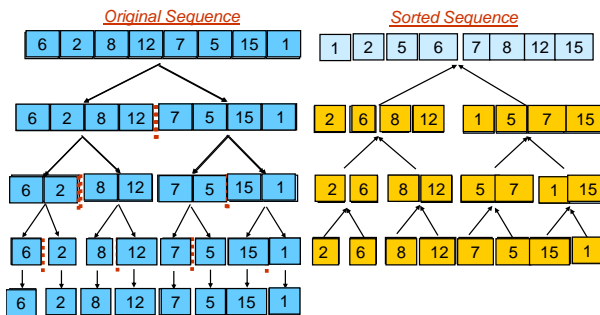 Original Sequence
6 2 8 12 7 5 15 1
6 2 8 12 7 5 15 1
6 2 8 12 7 5 15 1
6 2 8 12 7 5 15 1
6 2 8 12 7 5 15 1
Sorted Sequence
1 2 5 6 7 8 12 15
2 6 8 12 1 5 7 15
2 6 8 12 5 7 1 15
2 6 8 12 7 5 15 1